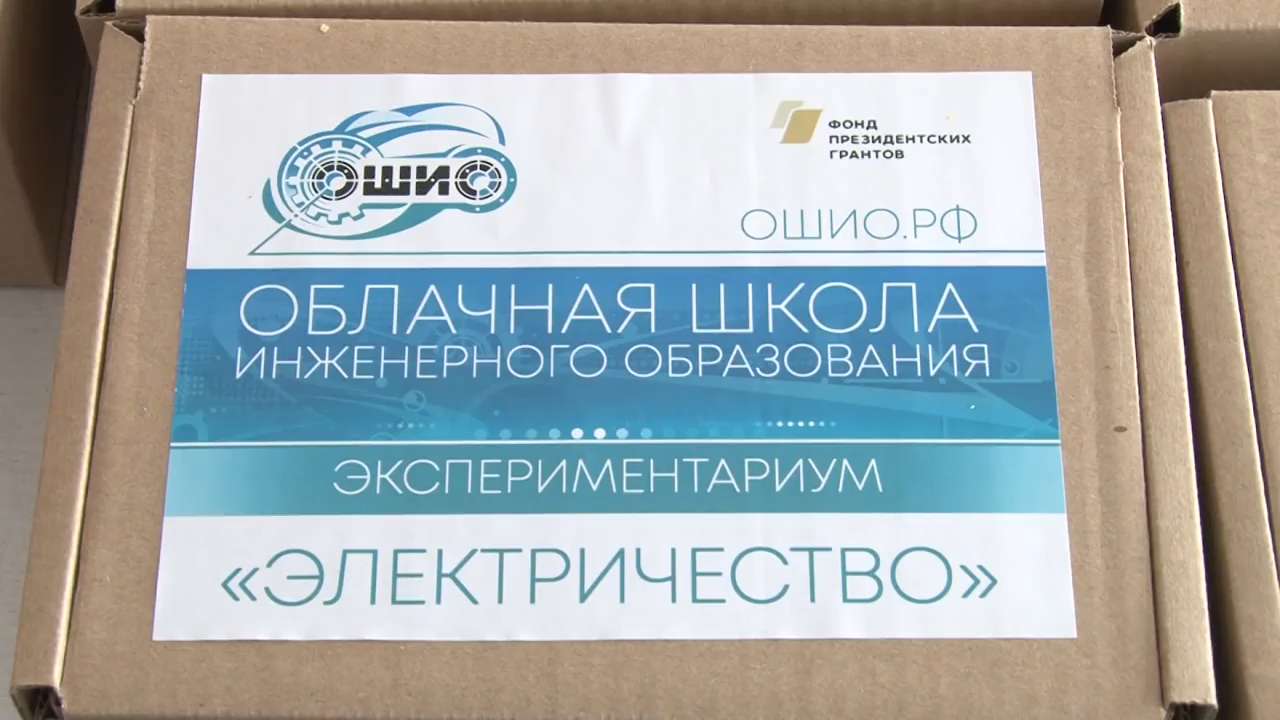 ОШИО
ФОНД
ПРЕЗИДЕНТСКИХ
ГРАНТОВ
ОШИО.РФ
ОБЛАЧНАЯ ШКОЛА
ИНЖЕНЕРНОГО ОБРАЗОВАНИЯ
ЭКСПЕРИМЕНТАРИУМ
«ЭЛЕКТРИЧЕСТВО»